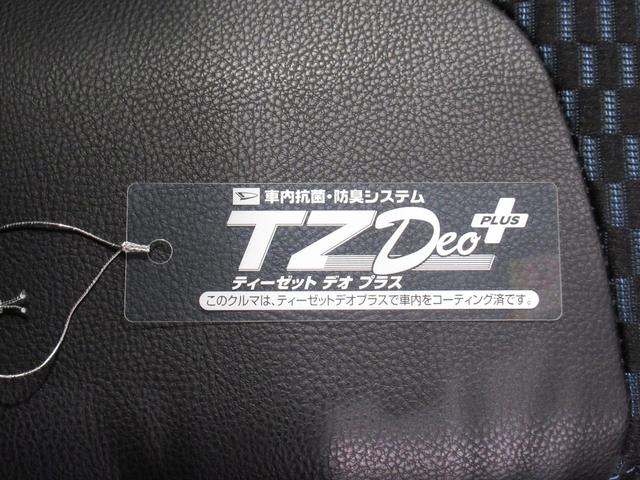 車内抗菌・防臭システム
TZ Deo PLUS
ティーゼット デオ プラス
このクルマは、ティーゼットデオプラスで車内をコーティング済です。